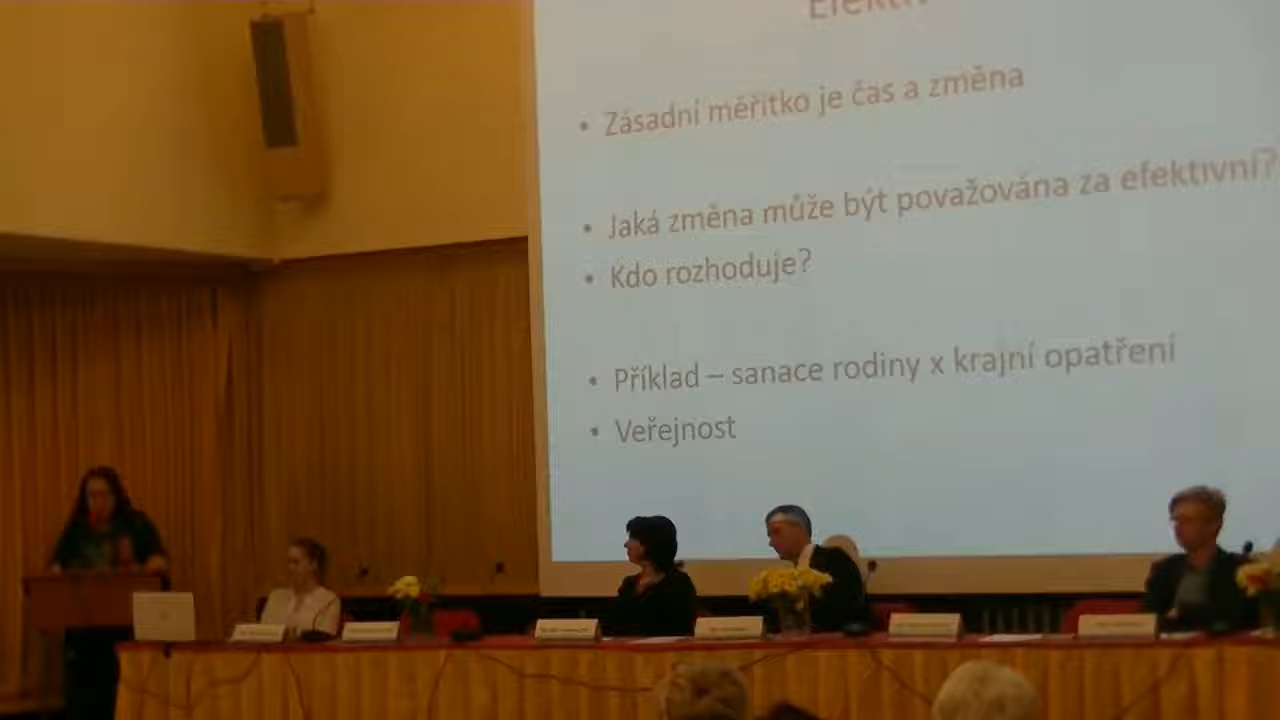 • Zásadní měřítko je čas a změna
• Jaká změna může být považována za efektivní?
• Kdo rozhoduje?
• Příklad – sanace rodiny x krajní opatření
• Veřejnost